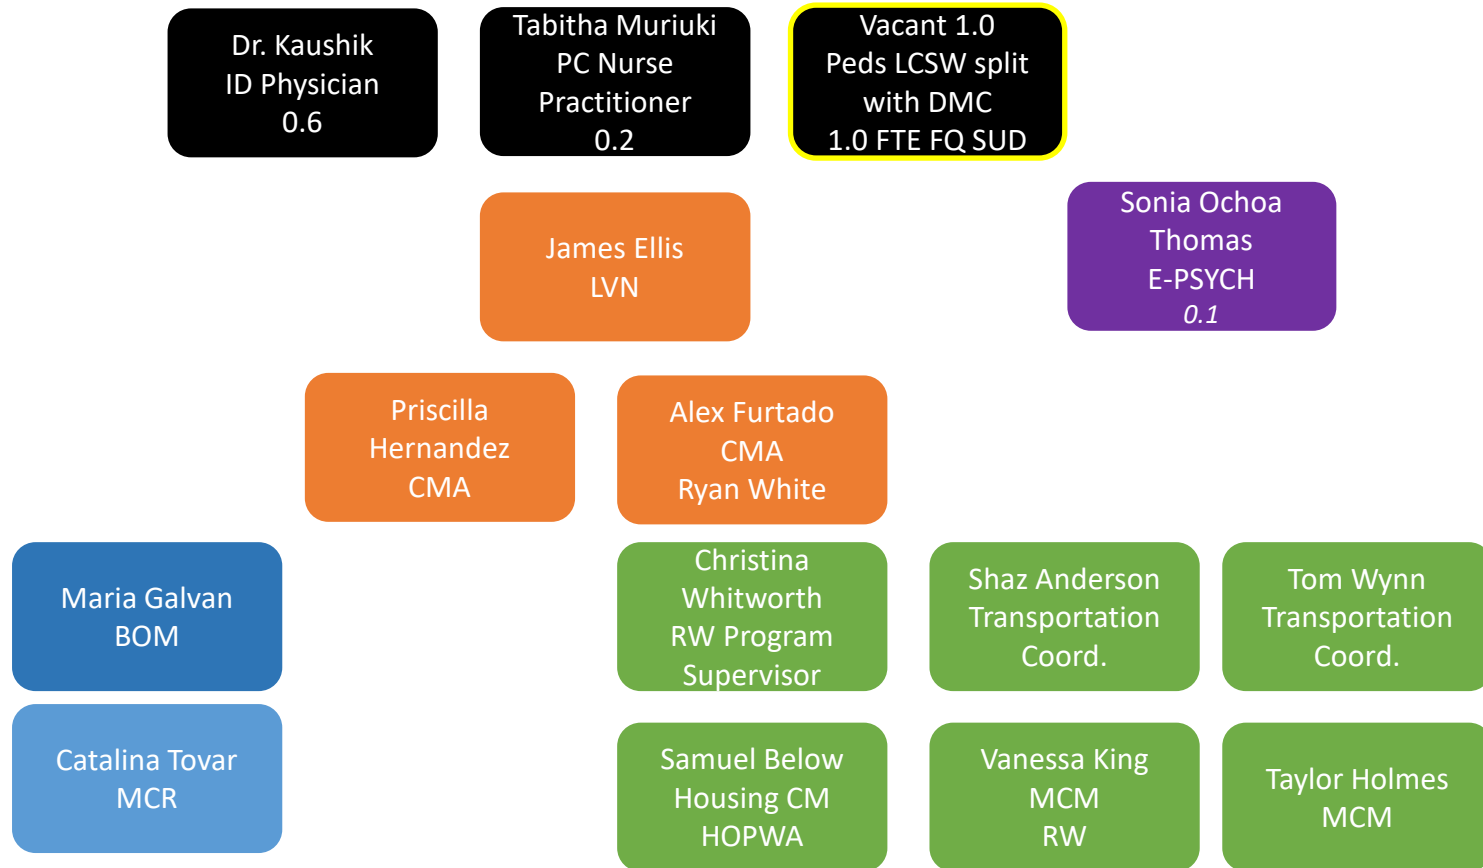 Dr. Kaushik
ID Physician
0.6
Tabitha Muriuki
PC Nurse
Practitioner
0.2
Vacant 1.0
Peds LCSW split
with DMC
1.0 FTE FQ SUD
Sonia Ochoa
Thomas
E-PSYCH
0.1
James Ellis
LVN
Priscilla
Hernandez
CMA
Alex Furtado
CMA
Ryan White
Maria Galvan
BOM
Christina
Whitworth
RW Program
Supervisor
Shaz Anderson
Transportation
Coord.
Tom Wynn
Transportation
Coord.
Catalina Tovar
MCR
Samuel Below
Housing CM
HOPWA
Vanessa King
MCM
RW
Taylor Holmes
MCM